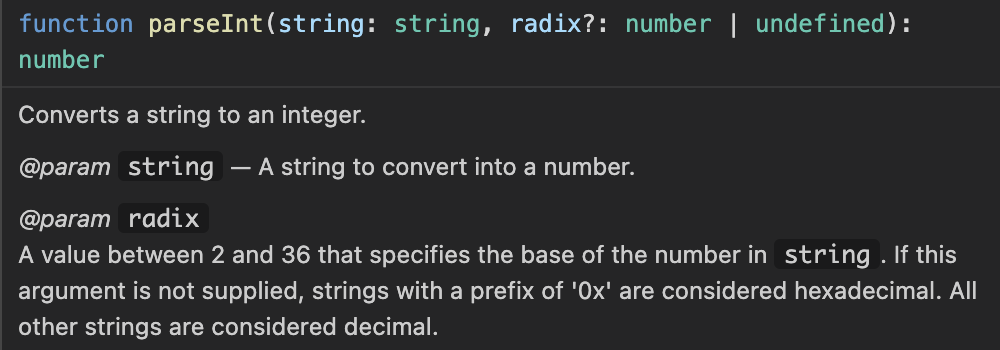 function parseInt(string: string, radix?: number | undefined):
number
Converts a string to an integer.
@param string — A string to convert into a number.
@param radix
A value between 2 and 36 that specifies the base of the number in string. If this
argument is not supplied, strings with a prefix of '0x' are considered hexadecimal. All
other strings are considered decimal.